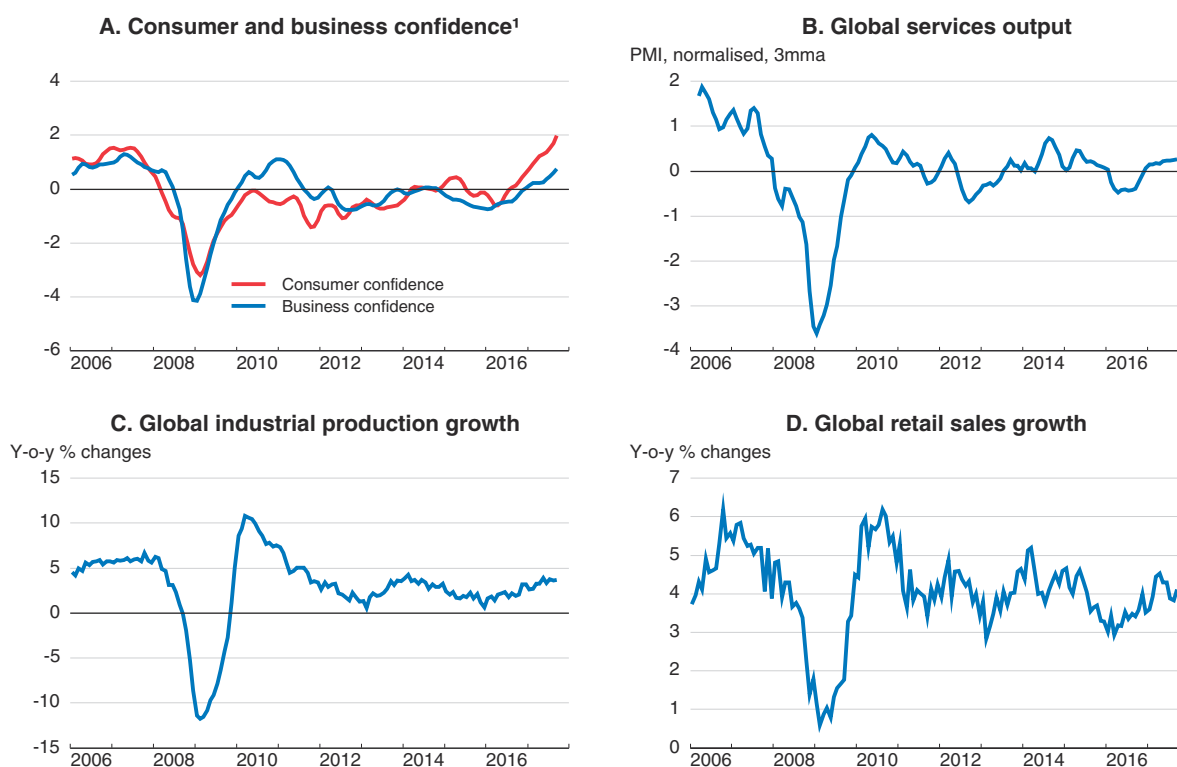 A. Consumer and business confidence¹
4
2
0
-2
-4
-6
Consumer confidence
Business confidence
2006 2008 2010 2012 2014 2016
B. Global services output
PMI, normalised, 3mma
2
1
0
-1
-2
-3
-4
2006 2008 2010 2012 2014 2016
C. Global industrial production growth
Y-o-y % changes
15
10
5
0
-5
-10
-15
2006 2008 2010 2012 2014 2016
D. Global retail sales growth
Y-o-y % changes
7
6
5
4
3
2
1
0
2006 2008 2010 2012 2014 2016